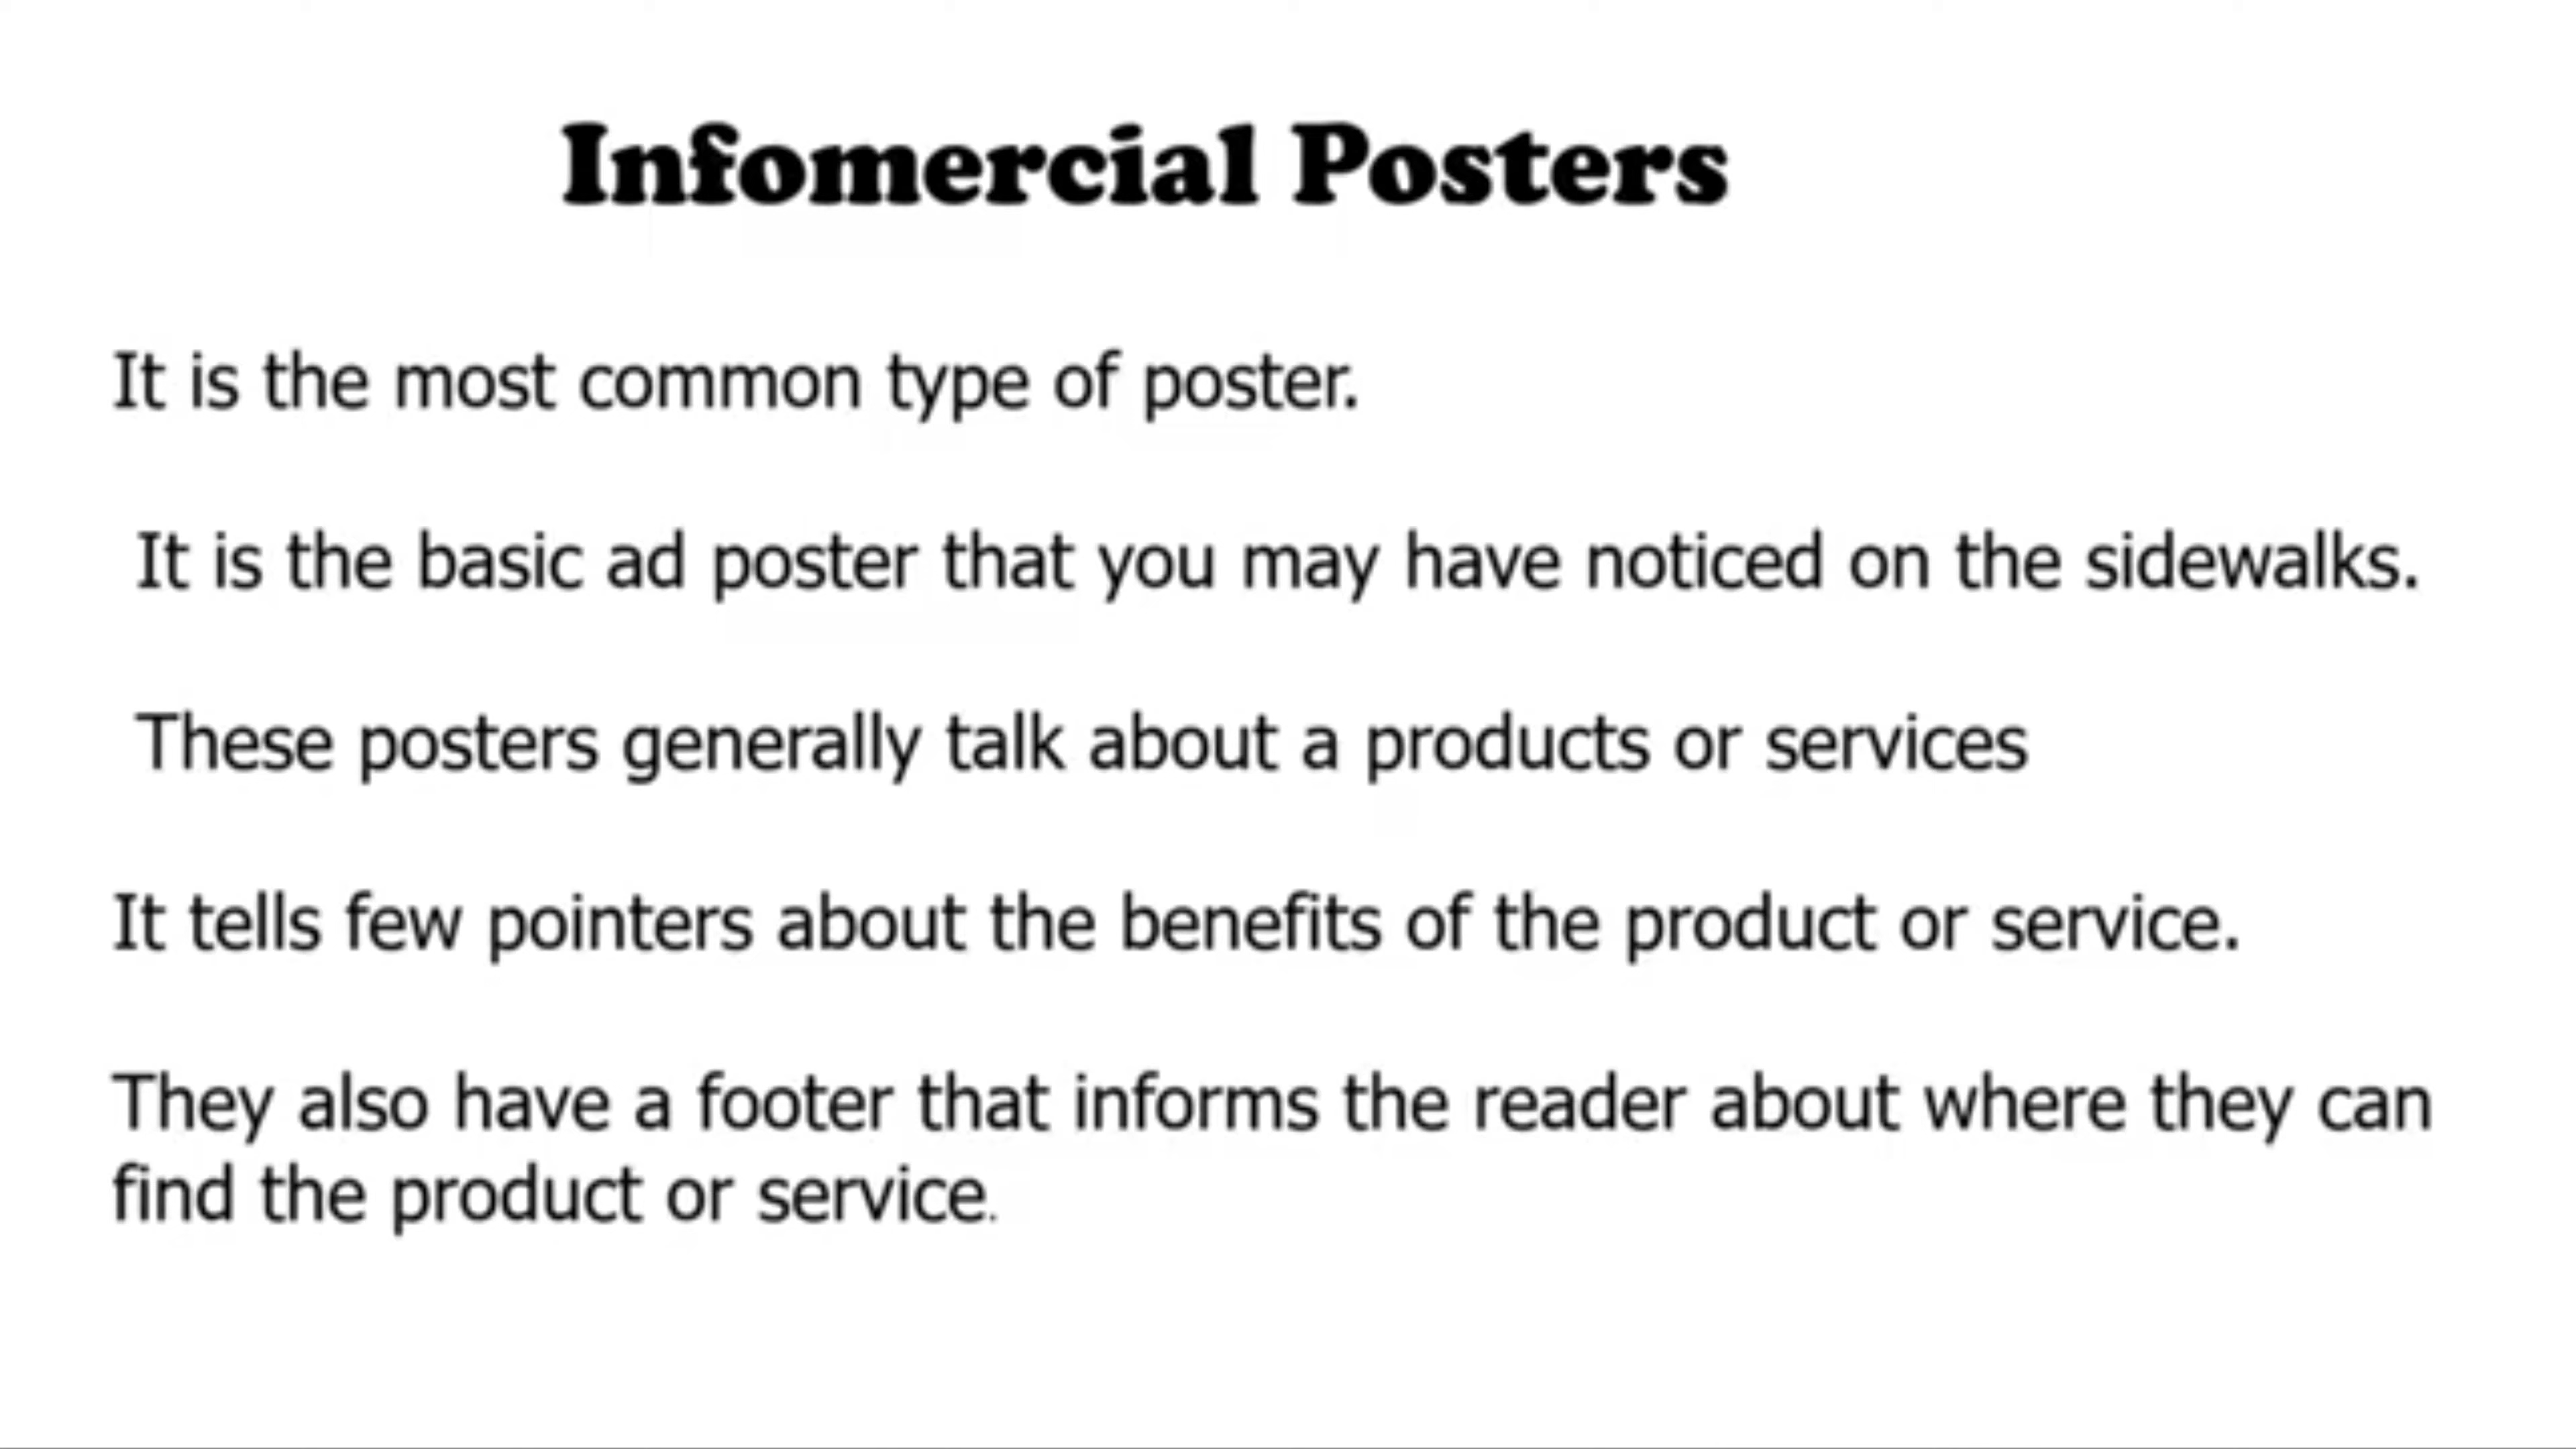 Infomercial Posters
It is the most common type of poster.
It is the basic ad poster that you may have noticed on the sidewalks.
These posters generally talk about a products or services
It tells few pointers about the benefits of the product or service.
They also have a footer that informs the reader about where they can
find the product or service.